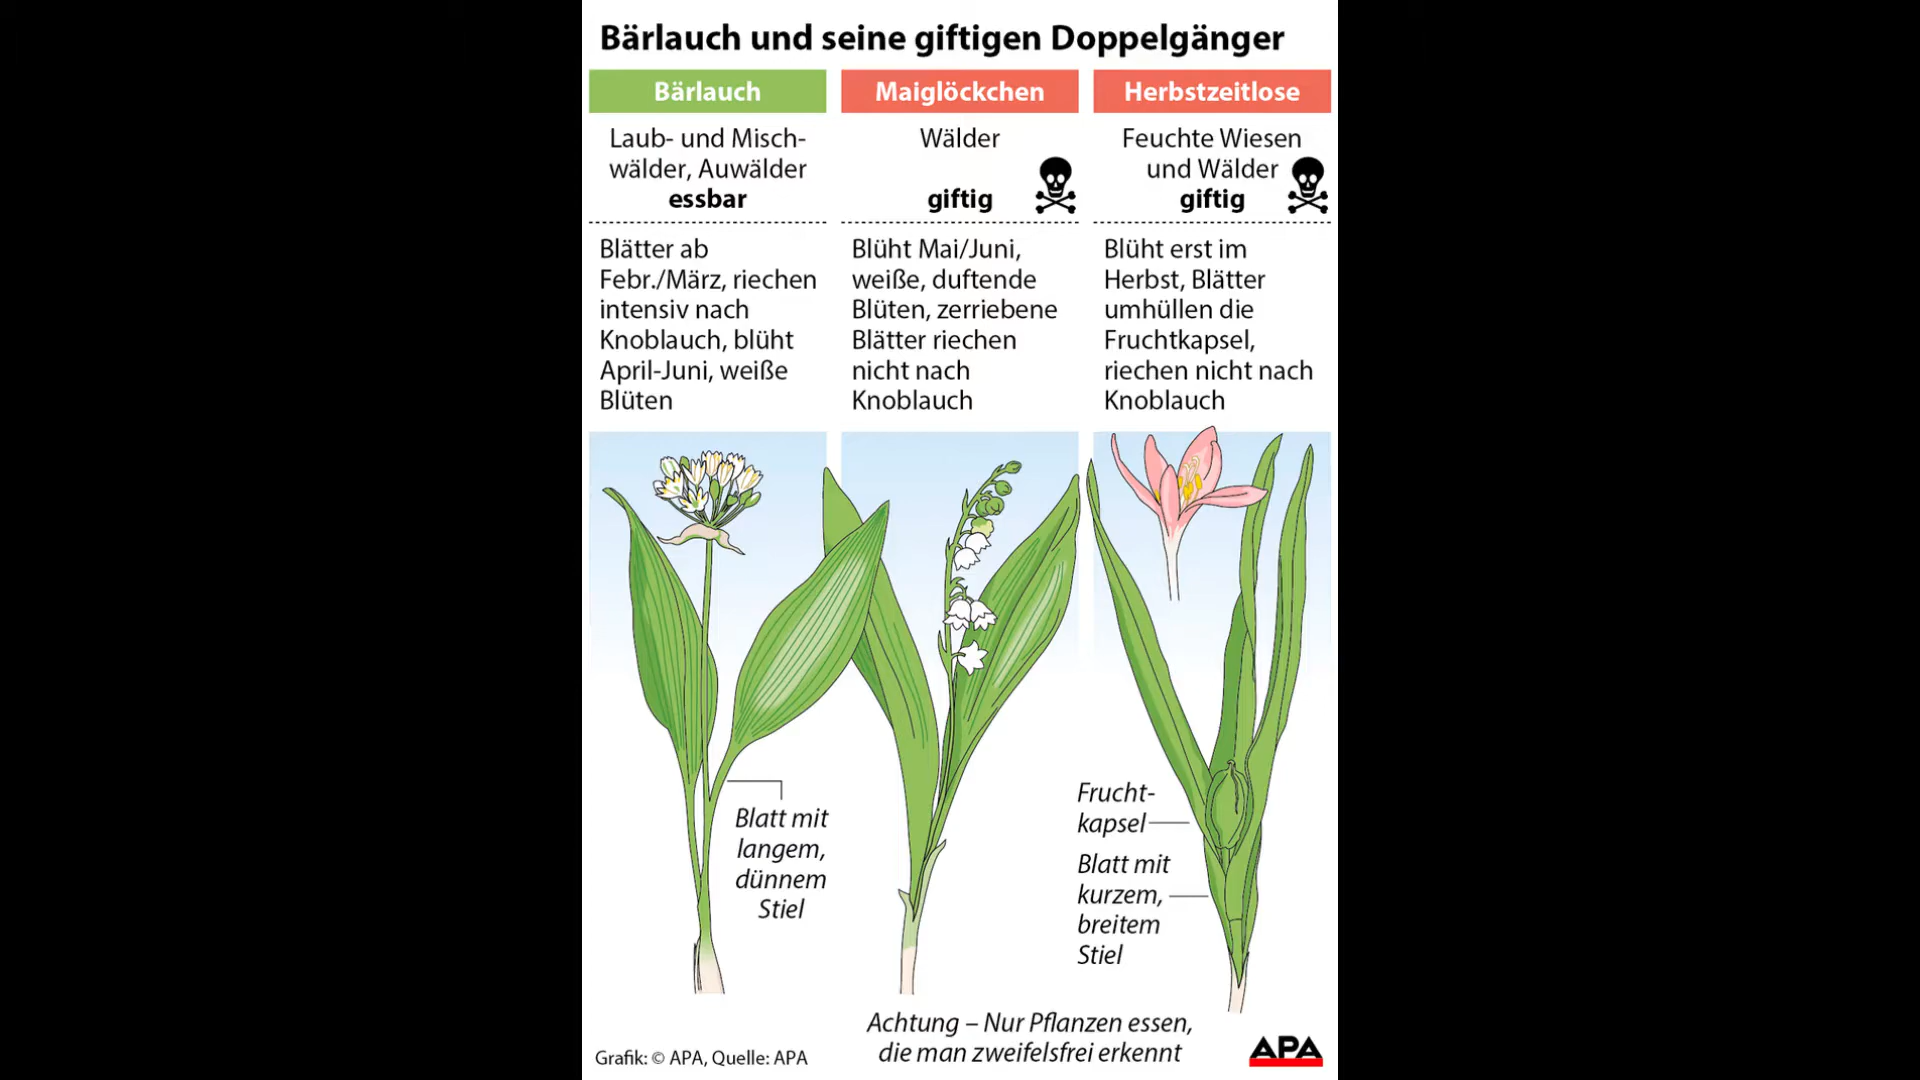 Bärlauch und seine giftigen Doppelgänger
Bärlauch
Laub- und Misch-
wälder, Auwälder
essbar
Blätter ab
Febr./März, riechen
intensiv nach
Knoblauch, blüht
April-Juni, weiße
Blüten
Blatt mit
langem,
dünnem
Stiel
Maiglöckchen
Wälder
giftig
Blüht Mai/Juni,
weiße, duftende
Blüten, zerriebene
Blätter riechen
nicht nach
Knoblauch
Herbstzeitlose
Feuchte Wiesen
und Wälder
giftig
Blüht erst im
Herbst, Blätter
umhüllen die
Fruchtkapsel,
riechen nicht nach
Knoblauch
Frucht-
kapsel
Blatt mit
kurzem,
breitem
Stiel
Achtung – Nur Pflanzen essen,
die man zweifelsfrei erkennt
Grafik: © APA, Quelle: APA
APA